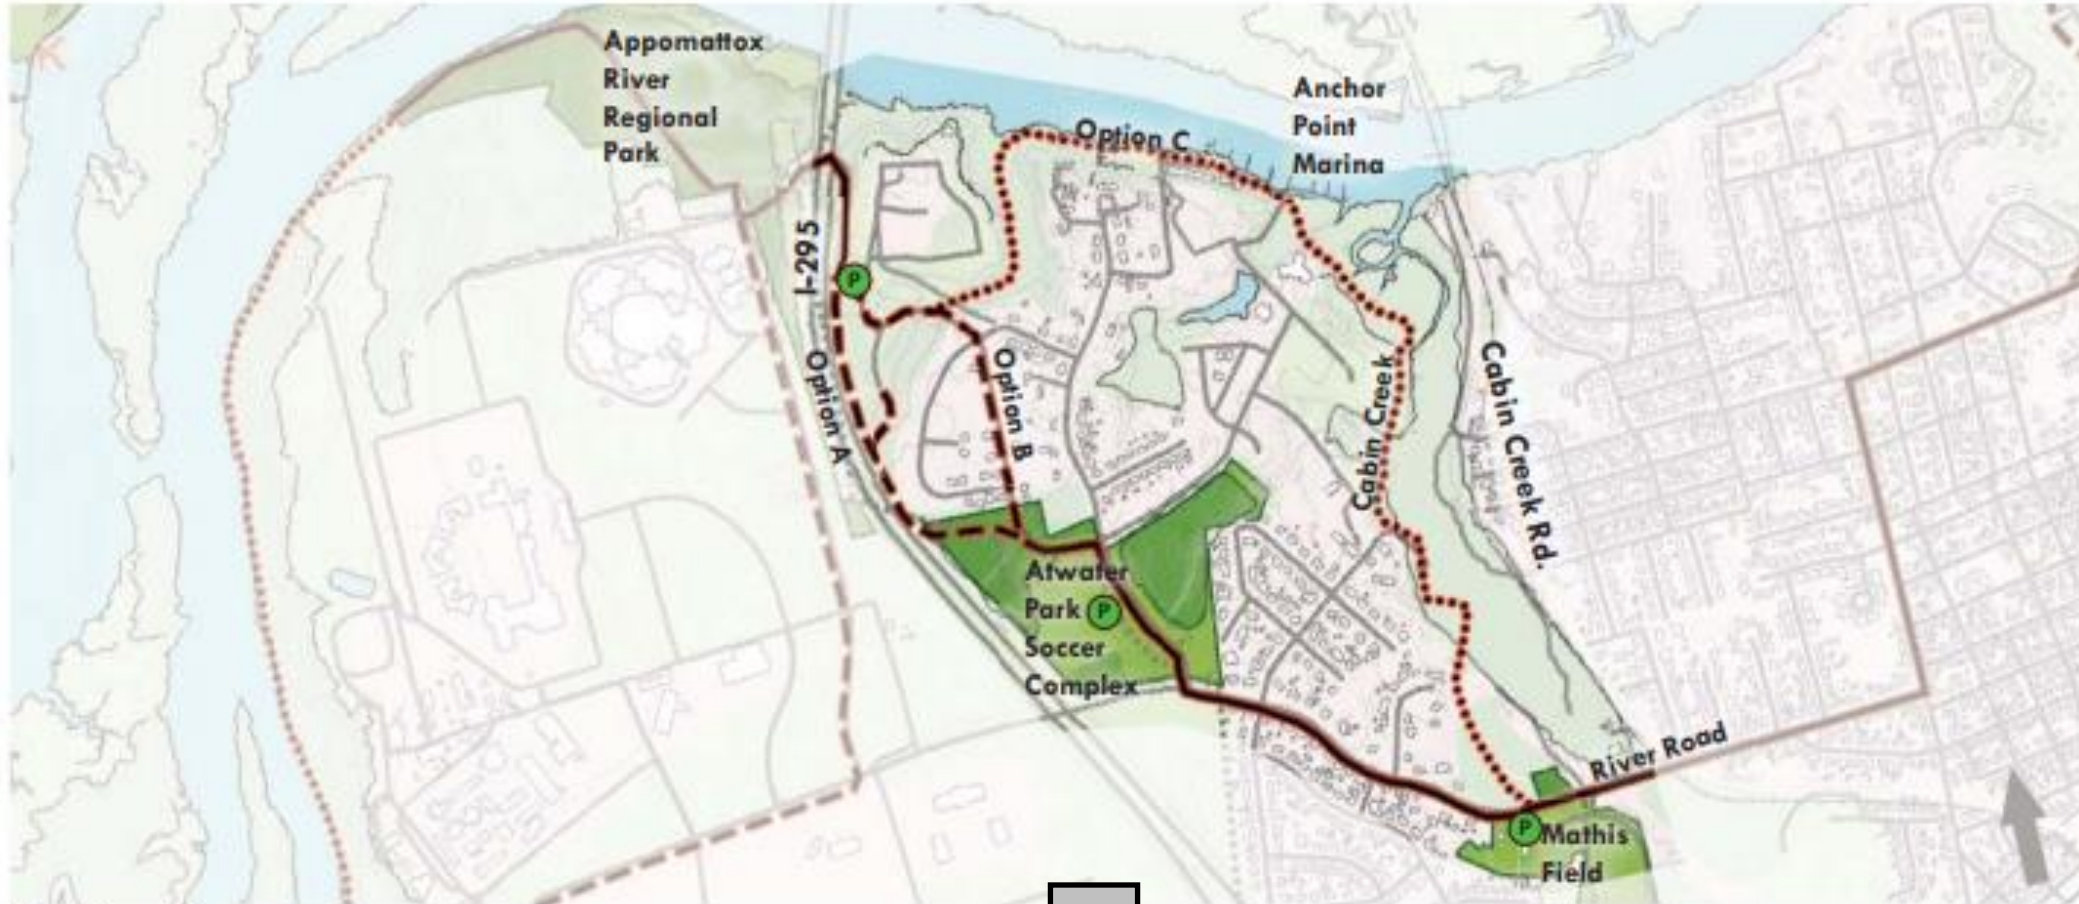 Appomattox
River
Regional
Park
Anchor
Point
Marina
Option C
I-295
P
Option A
Option B
Cabin Creek
Cabin Creek Rd.
Atwater
Park P
Soccer
Complex
River Road
P Mathis
Field